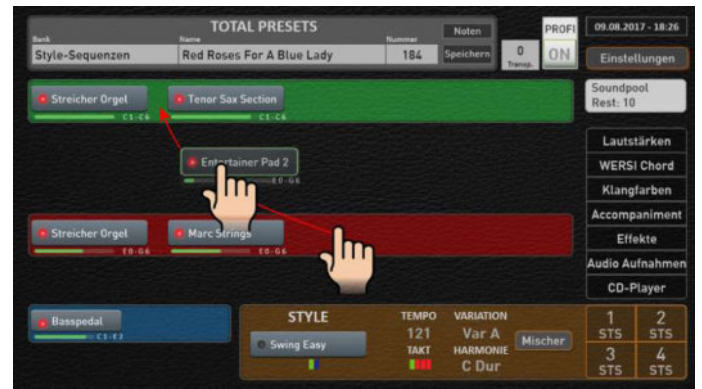 TOTAL PRESETS
Bank
Name
Nummer
Style-Sequenzen
Red Roses For A Blue Lady
184
Noten
Speichern
0
Transp.
PROFI
ON
09.08.2017 - 18:26
Einstellungen
Streicher Orgel
C1-C6
Tenor Sax Section
C1-C6
Soundpool
Rest: 10
Entertainer Pad 2
E0-G6
Lautstärken
WERSI Chord
Klangfarben
Accompaniment
Effekte
Audio Aufnahmen
CD-Player
Streicher Orgel
E0-G6
Marc Strings
E0-G6
Basspedal
C1-E2
STYLE
Swing Easy
TEMPO
121
TAKT
VARIATION
Var A
HARMONIE
C Dur
Mischer
1
STS
2
STS
3
STS
4
STS